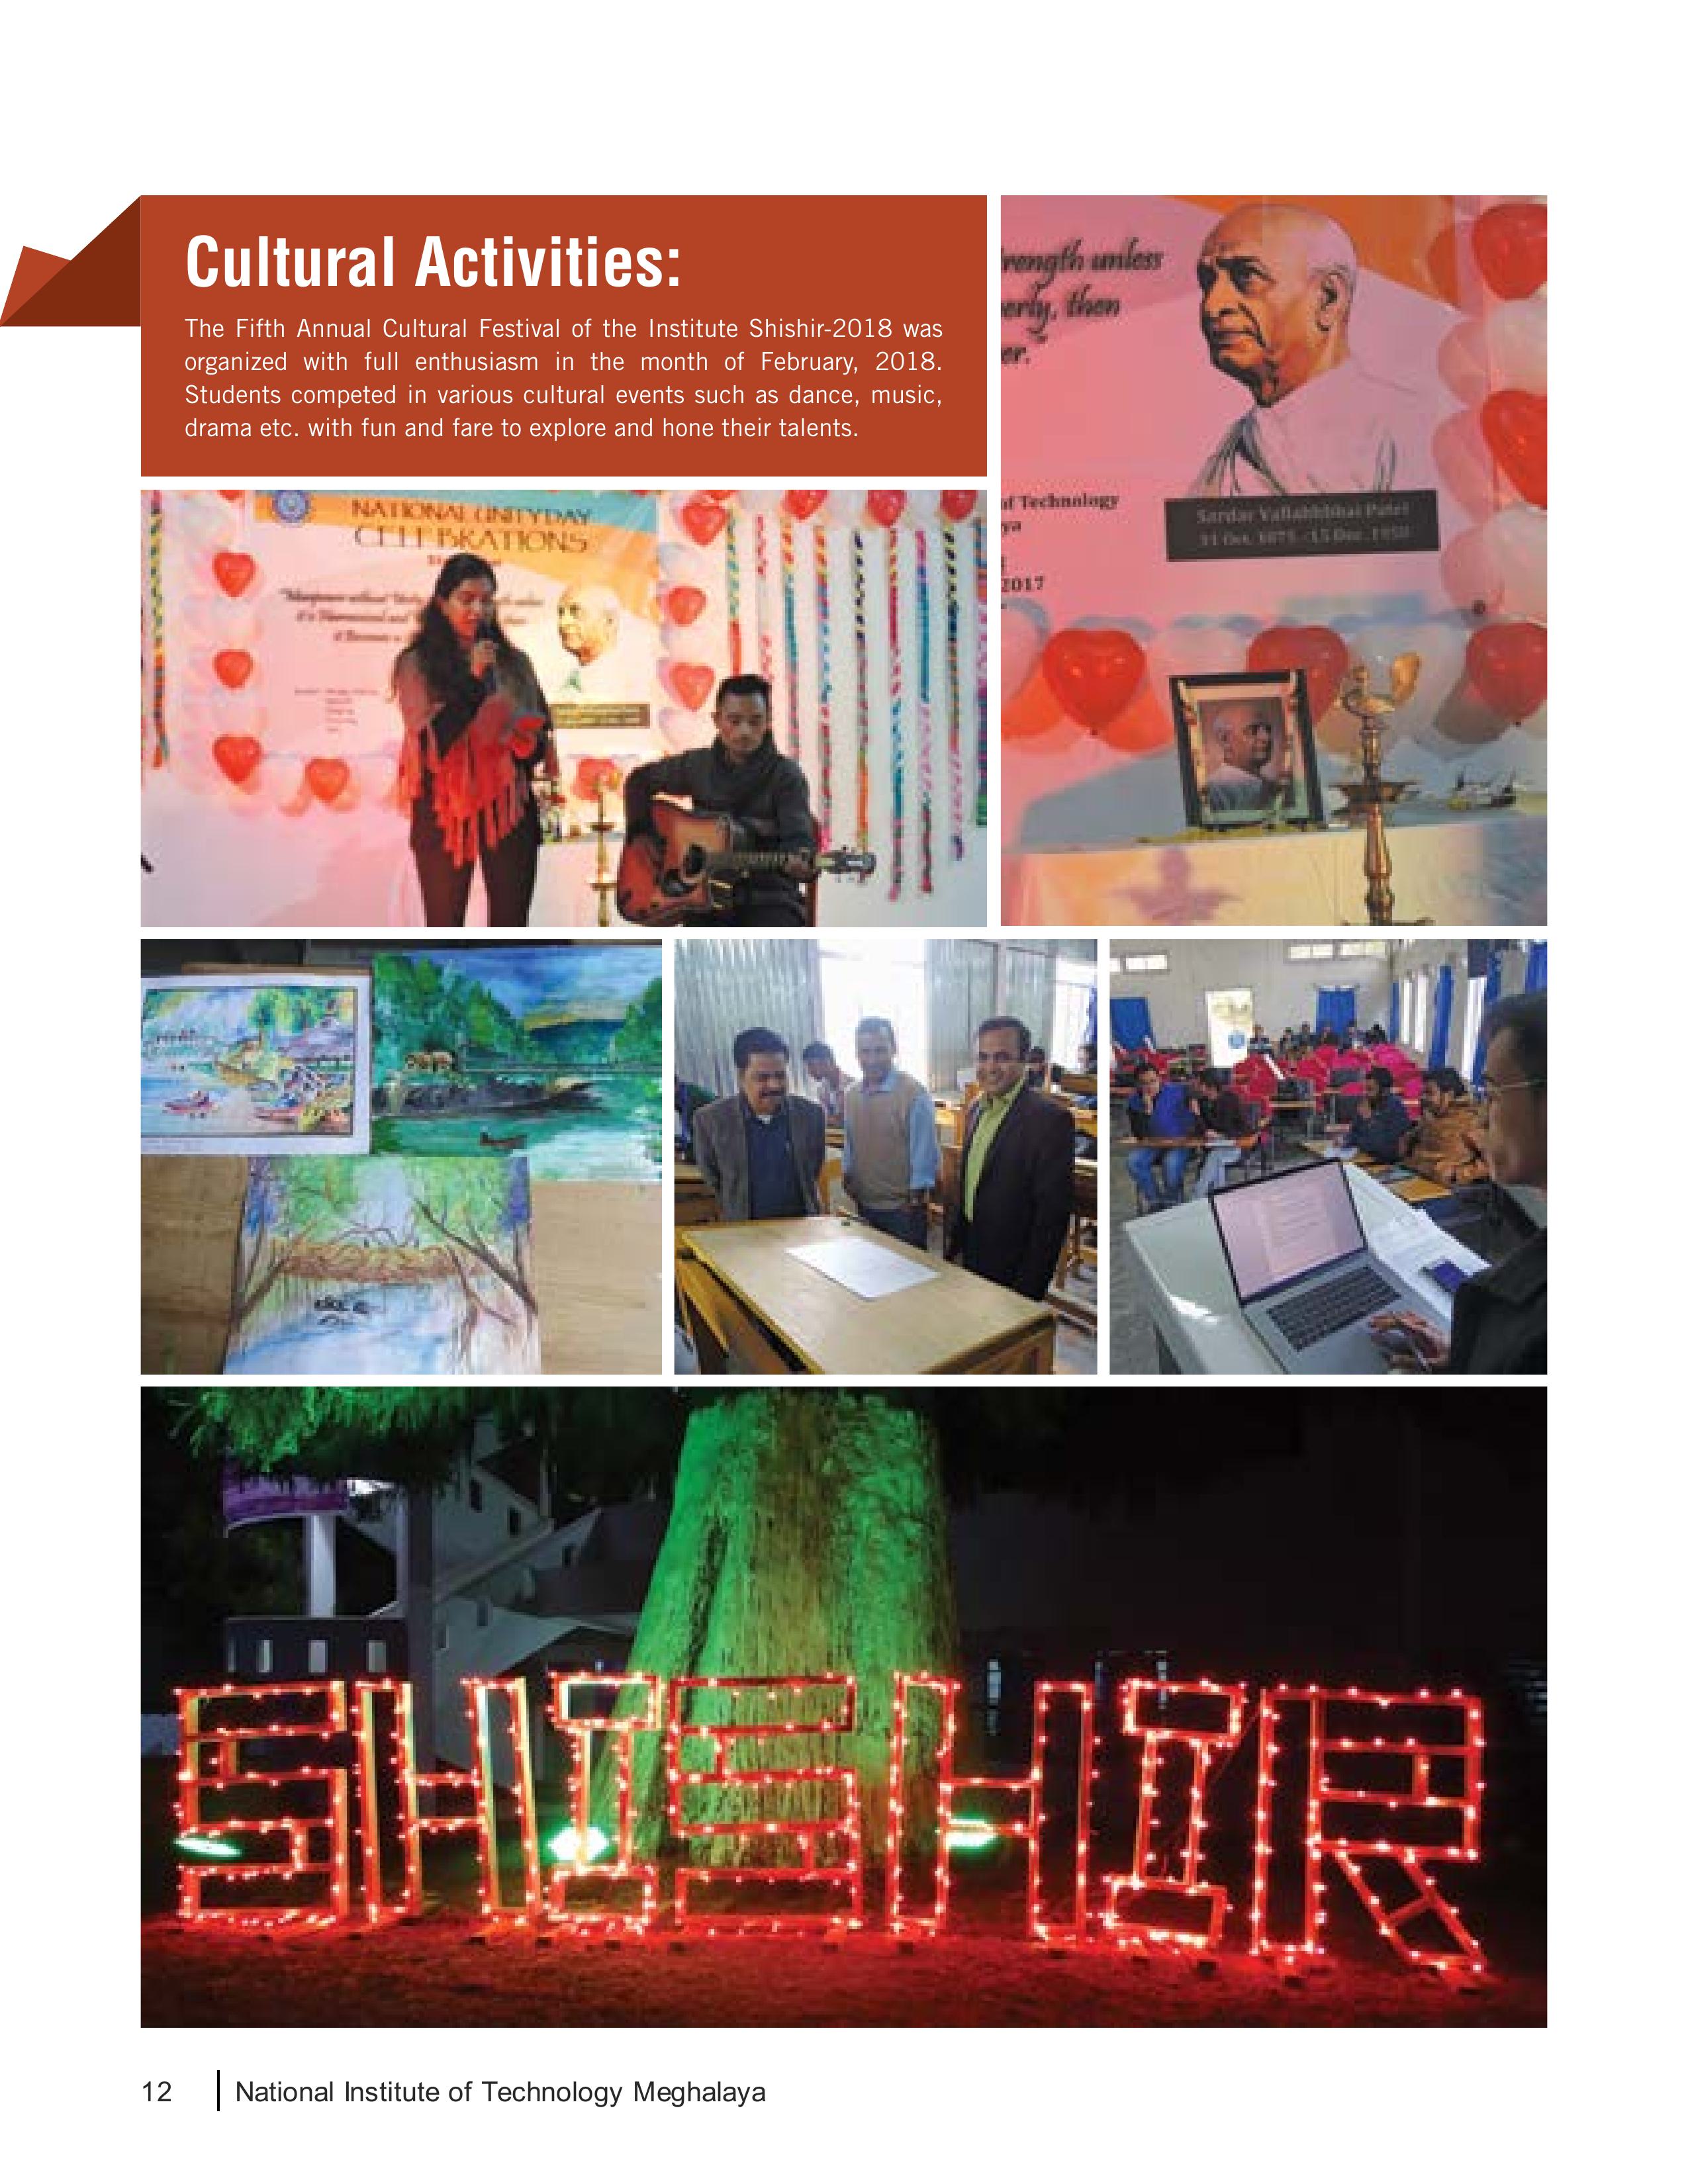 Cultural Activities:
The Fifth Annual Cultural Festival of the Institute Shishir-2018 was
organized with full enthusiasm in the month of February, 2018.
Students competed in various cultural events such as dance, music,
drama etc. with fun and fare to explore and hone their talents.
rength unless
erly, then
er.
of Technology
ya
2017
Sardar Vallabhbhai Patel
31 Oct. 1875 - 15 Dec. 1950
NATIONAL UNITY DAY
CELEBRATIONS
SHISHIR
12
National Institute of Technology Meghalaya